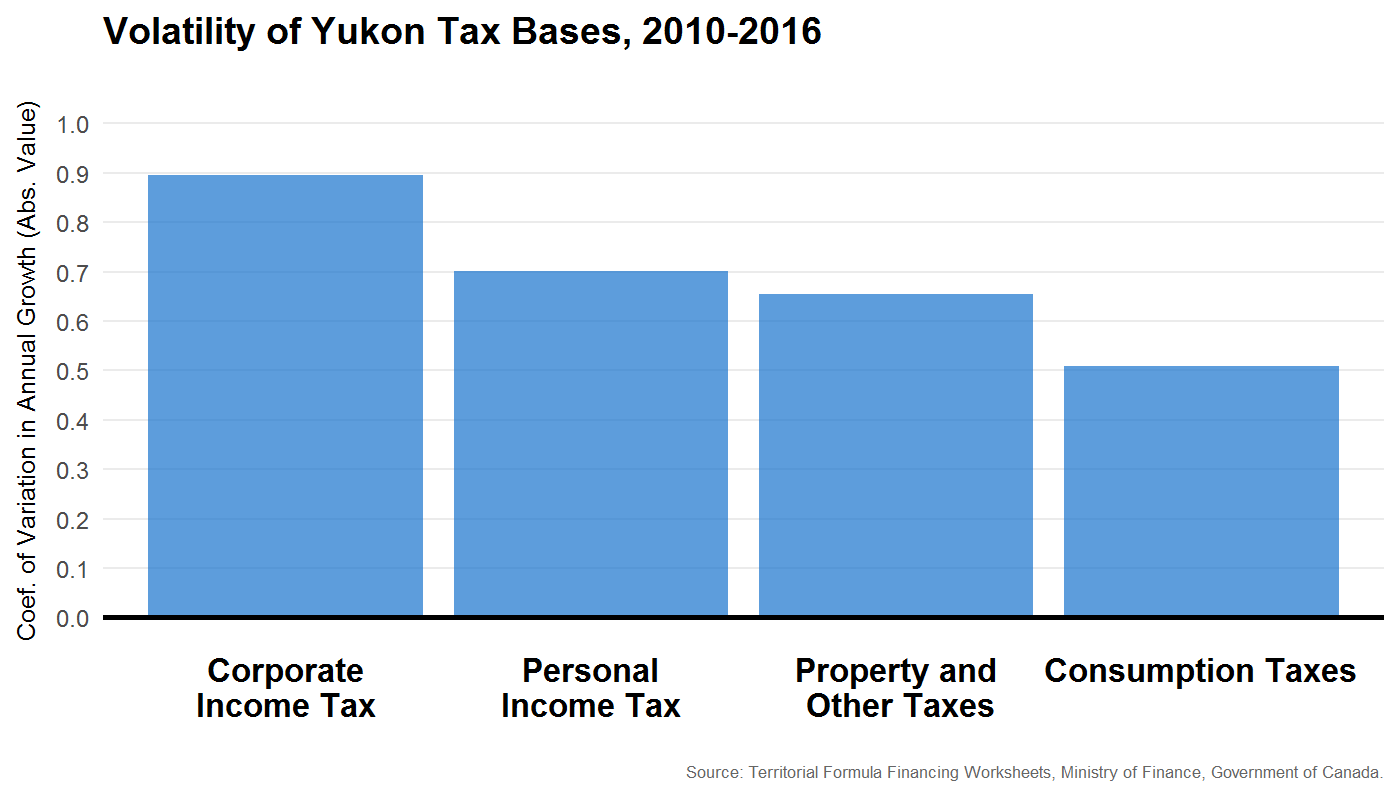 Volatility of Yukon Tax Bases, 2010-2016
Coef. of Variation in Annual Growth (Abs. Value)
1.0
0.9
0.8
0.7
0.6
0.5
0.4
0.3
0.2
0.1
0.0
Corporate
Income Tax
Personal
Income Tax
Property and
Other Taxes
Consumption Taxes
Source: Territorial Formula Financing Worksheets, Ministry of Finance, Government of Canada.